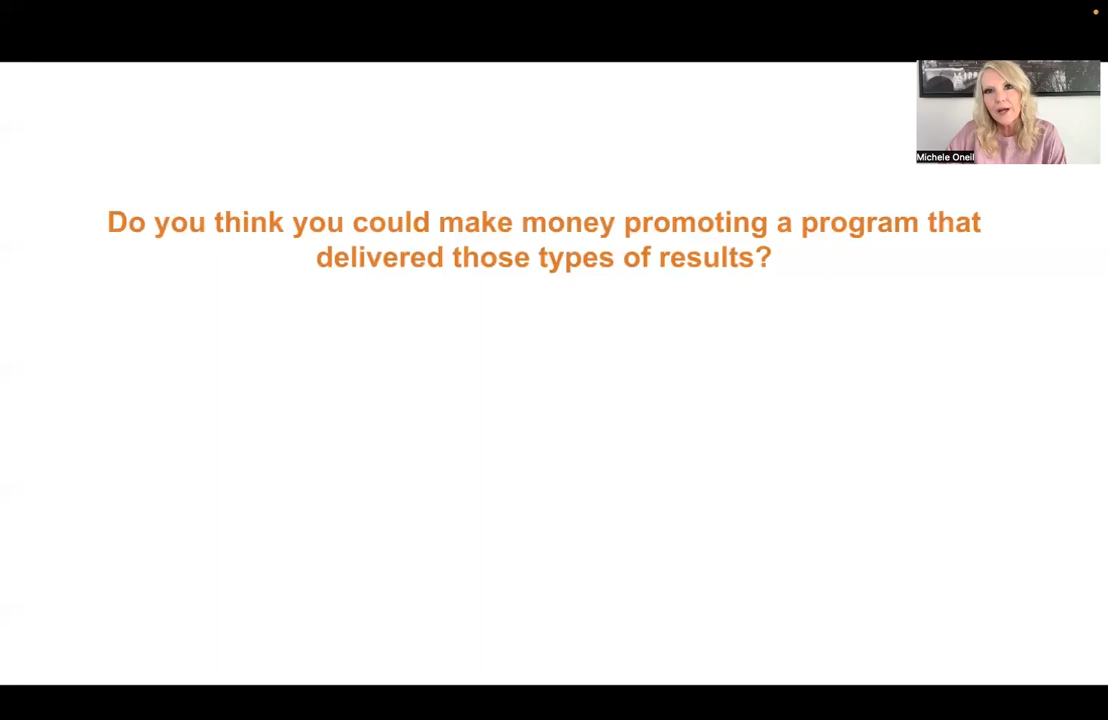 Michele Oneil
Do you think you could make money promoting a program that
delivered those types of results?